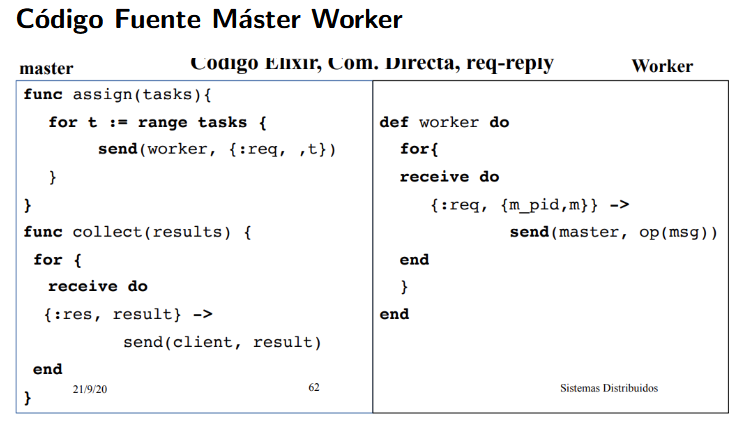 Código Fuente Máster Worker
Código Elixir, Com. Directa, req-reply
master
Worker
func assign(tasks){
for t := range tasks {
send(worker, {:req, ,t})
}
}
func collect(results) {
for {
receive do
{:res, result} ->
send(client, result)
end
}
def worker do
for{
receive do
{:req, {m_pid,m}} ->
send(master, op(msg))
end
}
end
21/9/20
62
Sistemas Distribuidos